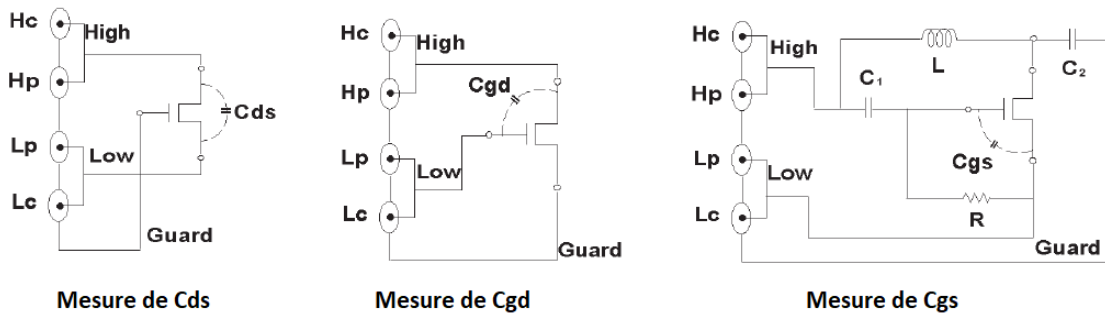 Hc
High
Hp
Lp
Low
Lc
Guard
Cds
Mesure de Cds
Hc
High
Hp
Cgd
Lp
Low
Lc
Guard
Mesure de Cgd
Hc
High
Hp
L
C1
C2
Lp
Low
Cgs
Lc
R
Guard
Mesure de Cgs